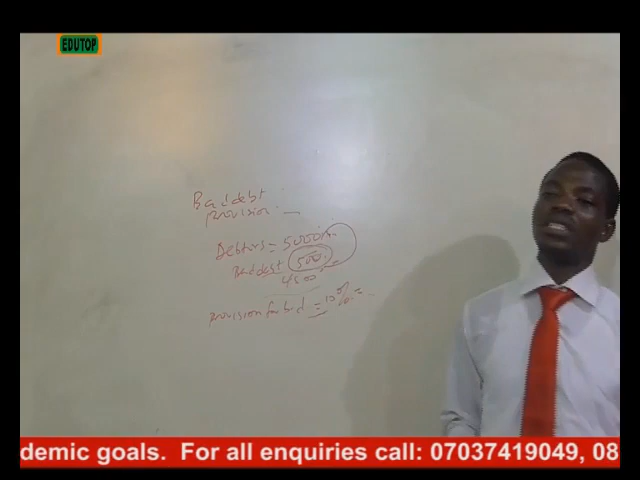 EDUTOP
Bad debt
provision
Debtors = 5000
Bad debt 500
4500
provision for bd = 10% =
demic goals. For all enquiries call: 07037419049, 08